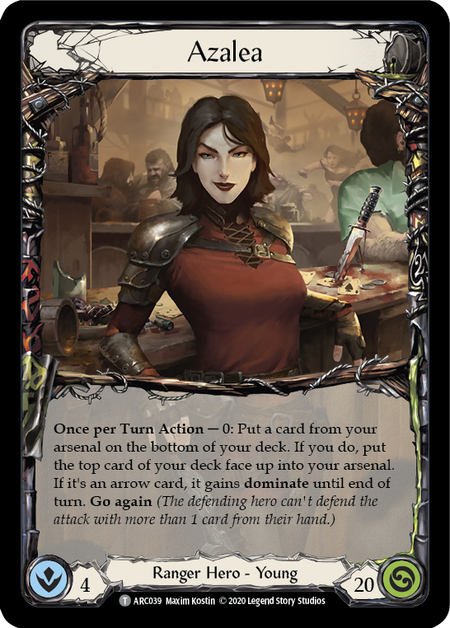 Azalea
Once per Turn Action — 0: Put a card from your
arsenal on the bottom of your deck. If you do, put
the top card of your deck face up into your arsenal.
If it's an arrow card, it gains dominate until end of
turn. Go again (The defending hero can't defend the
attack with more than 1 card from their hand.)
4
Ranger Hero - Young
20
T ARC039 Maxim Kostin © 2020 Legend Story Studios